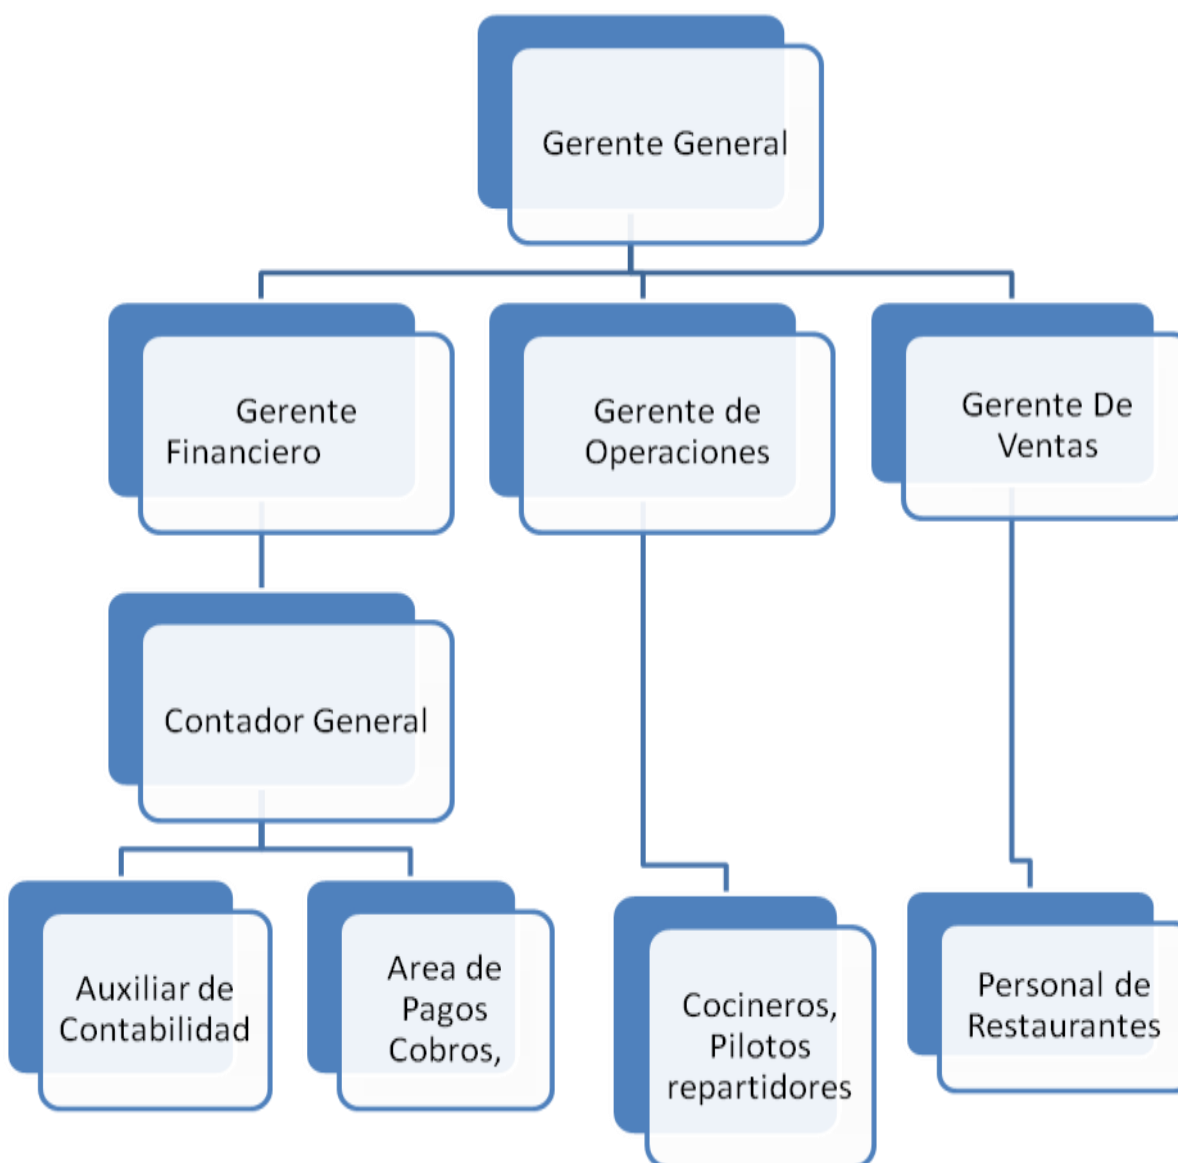 Gerente General
Gerente
Financiero
Gerente de
Operaciones
Gerente De
Ventas
Contador General
Auxiliar de
Contabilidad
Area de
Pagos
Cobros,
Cocineros,
Pilotos
repartidores
Personal de
Restaurantes